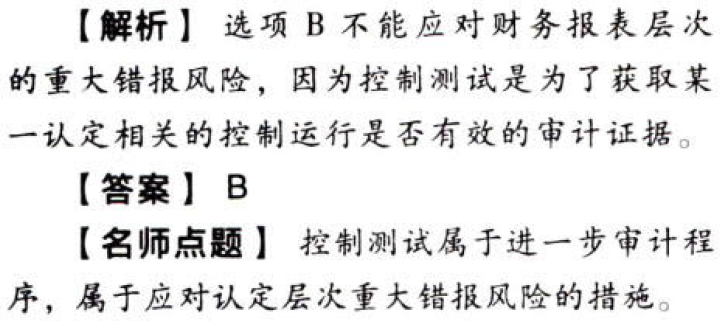 【解析】 选项 B 不能应对财务报表层次
的重大错报风险，因为控制测试是为了获取某
一认定相关的控制运行是否有效的审计证据。
【答案】 B
【名师点题】 控制测试属于进一步审计程
序，属于应对认定层次重大错报风险的措施。